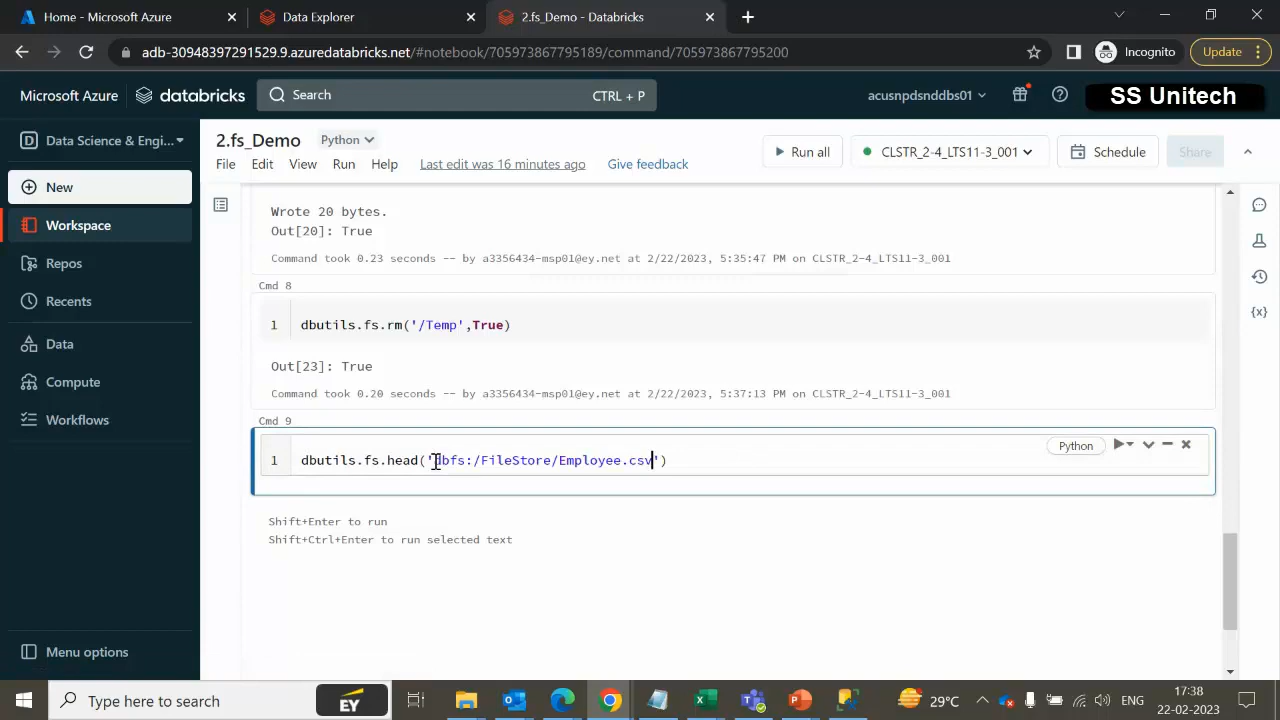 Home - Microsoft Azure
Data Explorer
2.fs_Demo - Databricks
adb-30948397291529.9.azuredatabricks.net/#notebook/705973867795189/command/705973867795200
Incognito
Update
Microsoft Azure
databricks
Search
CTRL + P
acusnpdsnddbs01
SS Unitech
Data Science & Engi...
2.fs_Demo
Python
File
Edit
View
Run
Help
Last edit was 16 minutes ago
Give feedback
Run all
CLSTR_2-4_LTS11-3_001
Schedule
Share
New
Workspace
Repos
Recents
Data
Compute
Workflows
Menu options
Wrote 20 bytes.
Out[20]: True
Command took 0.23 seconds -- by a3356434-msp01@ey.net at 2/22/2023, 5:35:47 PM on CLSTR_2-4_LTS11-3_001
Cmd 8
1
dbutils.fs.rm('/Temp',True)
Out[23]: True
Command took 0.20 seconds -- by a3356434-msp01@ey.net at 2/22/2023, 5:37:13 PM on CLSTR_2-4_LTS11-3_001
Cmd 9
Python
1
dbutils.fs.head('dbfs:/FileStore/Employee.csv')
Shift+Enter to run
Shift+Ctrl+Enter to run selected text
Type here to search
EY
29°C
ENG
17:38
22-02-2023